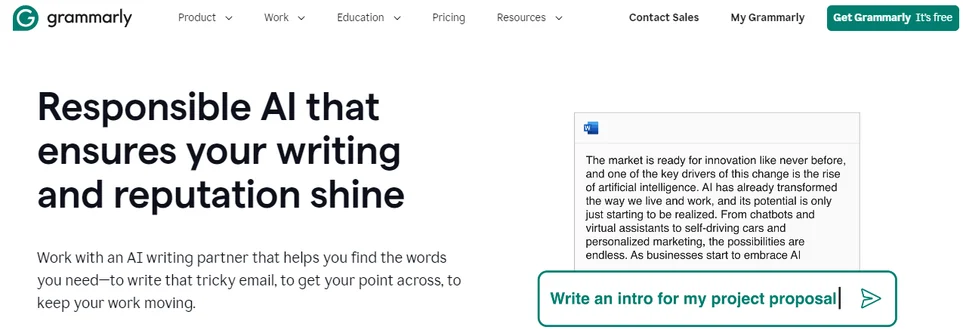 grammarly
Product
Work
Education
Pricing
Resources
Contact Sales
My Grammarly
Get Grammarly It's free
Responsible AI that
ensures your writing
and reputation shine
Work with an AI writing partner that helps you find the words
you need—to write that tricky email, to get your point across, to
keep your work moving.
W
The market is ready for innovation like never before,
and one of the key drivers of this change is the rise
of artificial intelligence. AI has already transformed
the way we live and work, and its potential is only
just starting to be realized. From chatbots and
virtual assistants to self-driving cars and
personalized marketing, the possibilities are
endless. As businesses start to embrace AI
Write an intro for my project proposal